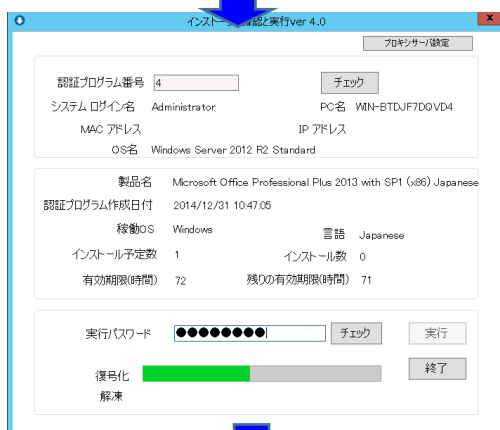 インストール確認と実行ver 4.0
プロキシサーバ設定
認証プログラム番号 4 チェック
システム ログイン名 Administrator PC名 WIN-BTDJF7DQVD4
MAC アドレス IP アドレス
OS名 Windows Server 2012 R2 Standard
製品名 Microsoft Office Professional Plus 2013 with SP1 (x86) Japanese
認証プログラム作成日付 2014/12/31 10:47:05
稼働OS Windows 言語 Japanese
インストール予定数 1 インストール数 0
有効期限(時間) 72 残りの有効期限(時間) 71
実行パスワード ●●●●●●●● チェック 実行
復号化 終了
解凍